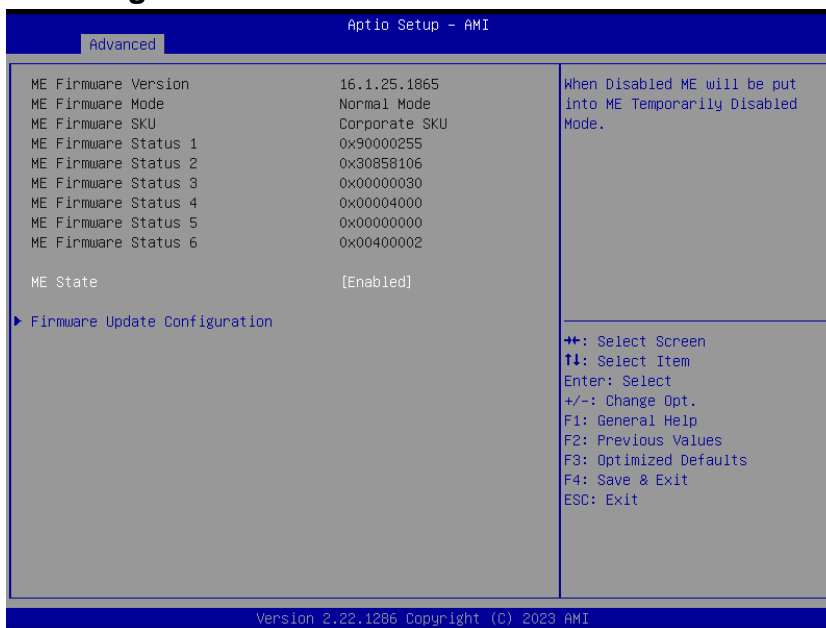 Aptio Setup – AMI
Advanced
ME Firmware Version 16.1.25.1865
ME Firmware Mode Normal Mode
ME Firmware SKU Corporate SKU
ME Firmware Status 1 0x90000255
ME Firmware Status 2 0x30858106
ME Firmware Status 3 0x00000030
ME Firmware Status 4 0x00004000
ME Firmware Status 5 0x00000000
ME Firmware Status 6 0x00400002
ME State [Enabled]
Firmware Update Configuration
When Disabled ME will be put
into ME Temporarily Disabled
Mode.
→←: Select Screen
↑↓: Select Item
Enter: Select
+/-: Change Opt.
F1: General Help
F2: Previous Values
F3: Optimized Defaults
F4: Save & Exit
ESC: Exit
Version 2.22.1286 Copyright (C) 2023 AMI